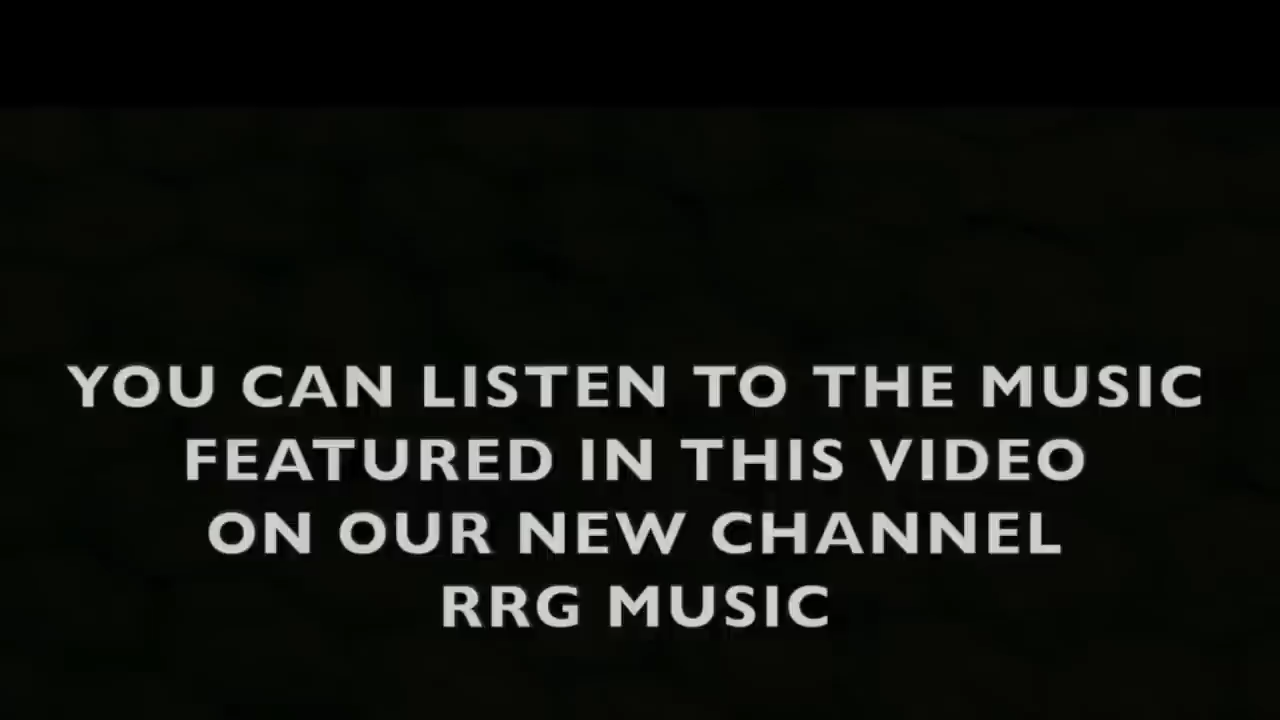 YOU CAN LISTEN TO THE MUSIC
FEATURED IN THIS VIDEO
ON OUR NEW CHANNEL
RRG MUSIC